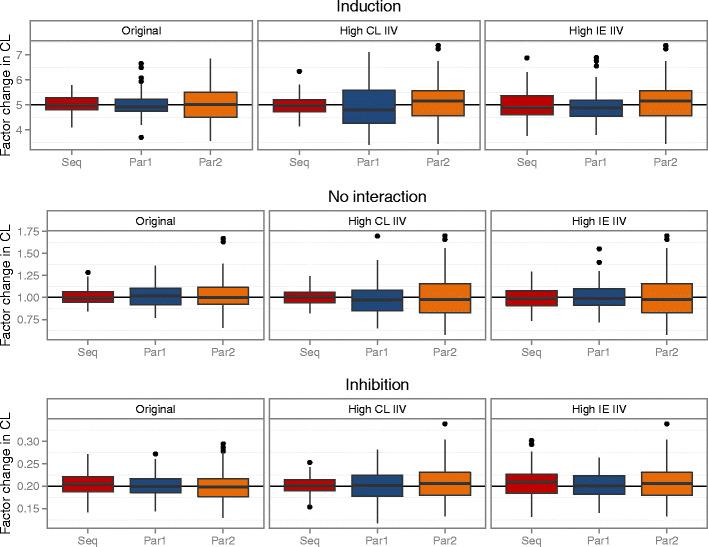 Induction
Original
High CL IIV
High IE IIV
Factor change in CL
7
6
5
4
Seq
Par1
Par2
Seq
Par1
Par2
Seq
Par1
Par2
No interaction
Original
High CL IIV
High IE IIV
Factor change in CL
1.75
1.50
1.25
1.00
0.75
Seq
Par1
Par2
Seq
Par1
Par2
Seq
Par1
Par2
Inhibition
Original
High CL IIV
High IE IIV
Factor change in CL
0.30
0.25
0.20
0.15
Seq
Par1
Par2
Seq
Par1
Par2
Seq
Par1
Par2